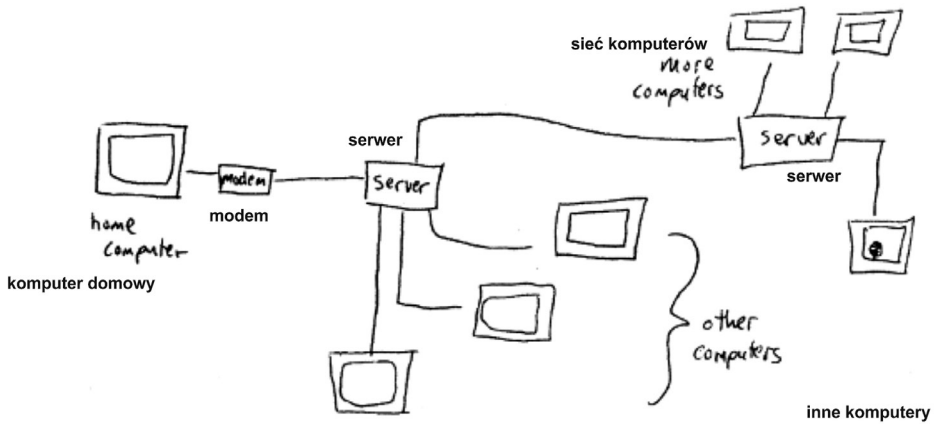 sieć komputerów
more
computers
serwer
server
server
serwer
modem
modem
home
computer
komputer domowy
other
computers
inne komputery